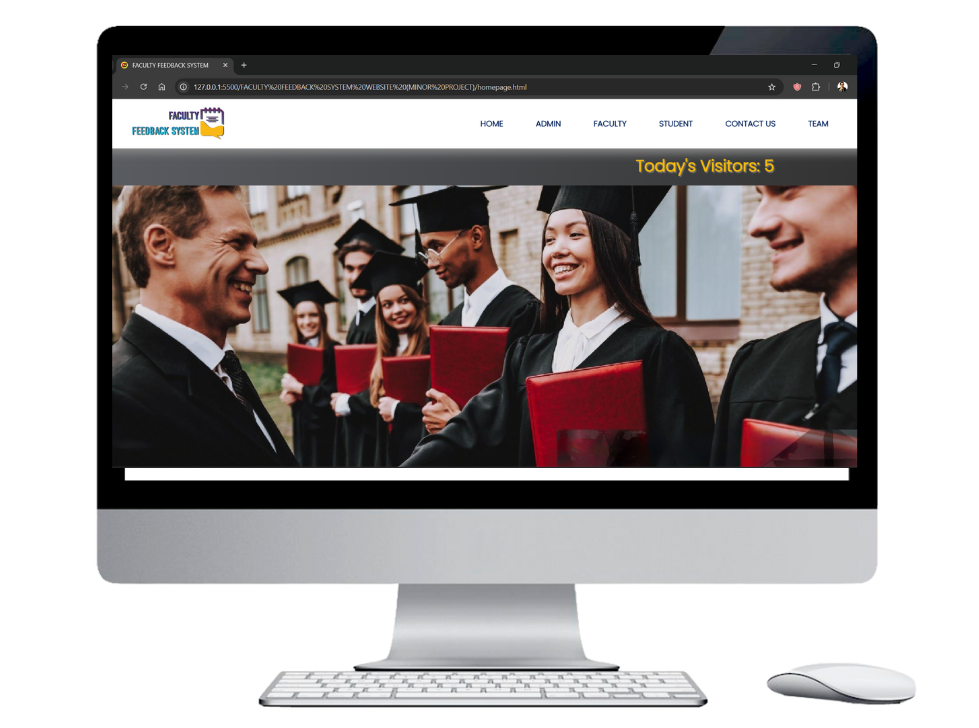 FACULTY FEEDBACK SYSTEM
127.0.0.1:5500/FACULTY%20FEEDBACK%20SYSTEM%20WEBSITE%20(MINOR%20PROJECT)/homepage.html
FACULTY
FEEDBACK SYSTEM
HOME ADMIN FACULTY STUDENT CONTACT US TEAM
Today's Visitors: 5